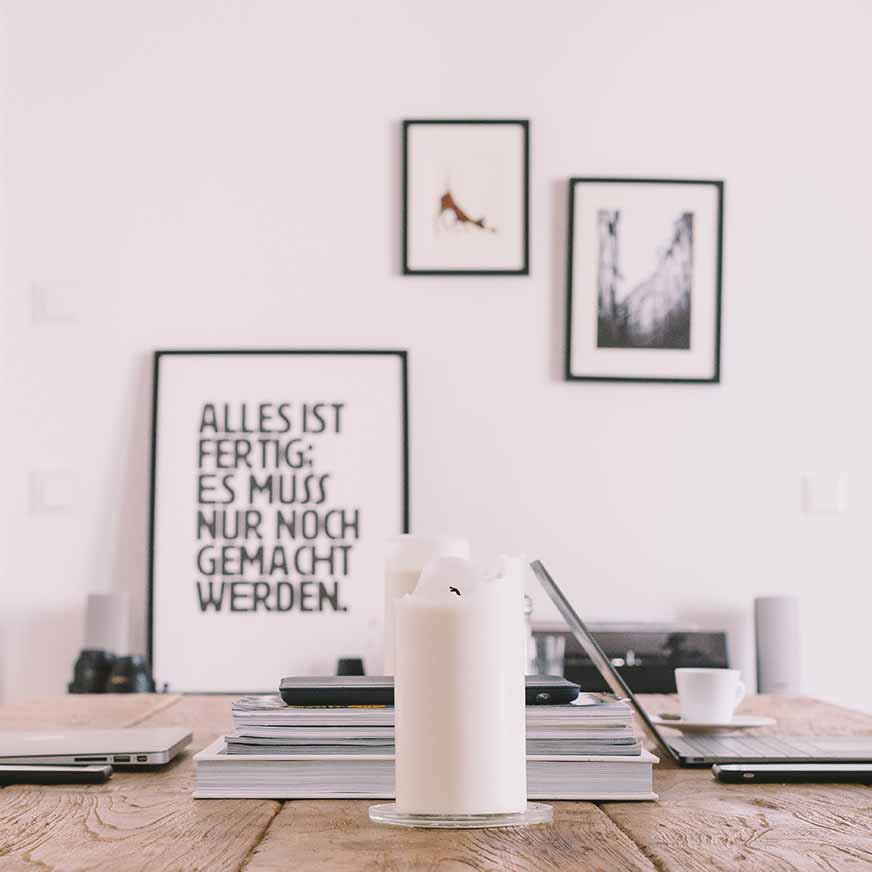 ALLES IST
FERTIG;
ES MUSS
NUR NOCH
GEMACHT
WERDEN.